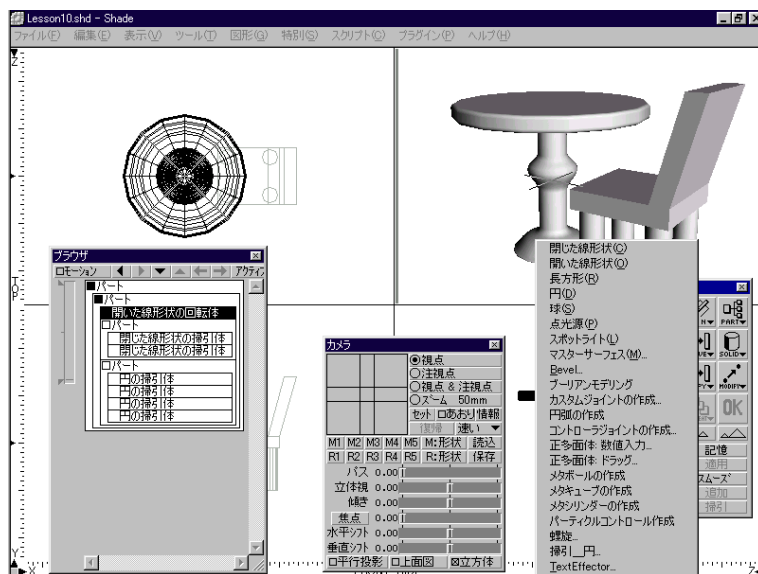 Lesson10.shd - Shade
ファイル(F) 編集(E) 表示(V) ツール(T) 図形(G) 特別(S) スクリプト(C) プラグイン(P) ヘルプ(H)
Z
TOP
Y
X
Z
ブラウザ
ロモーション アクティブ
■パート
■パート
開いた線形状の回転体
□パート
閉じた線形状の掃引体
閉じた線形状の掃引体
□パート
円の掃引体
円の掃引体
円の掃引体
円の掃引体
カメラ
視点
注視点
視点 & 注視点
ズーム 50mm
セット □あおり 情報
復帰 速い
M1 M2 M3 M4 M5 M:形状 読込
R1 R2 R3 R4 R5 R:形状 保存
パス 0.00
立体視 0.00
傾き 0.00
焦点 0.00
水平シフト 0.00
垂直シフト 0.00
□平行投影 □上面図 ☒立方体
閉じた線形状(C)
開いた線形状(O)
長方形(R)
円(D)
球(S)
点光源(P)
スポットライト(L)
マスターサーフェス(M)...
Bevel...
ブーリアンモデリング
カスタムジョイントの作成...
円弧の作成
コントローラジョイントの作成...
正多面体: 数値入力...
正多面体: ドラッグ...
メタボールの作成
メタキューブの作成
メタシリンダーの作成
パーティクルコントロール作成
螺旋...
掃引__円...
TextEffector...
PART
SOLID
MODIFY
OK
記憶
適用
スムーズ
追加
掃引